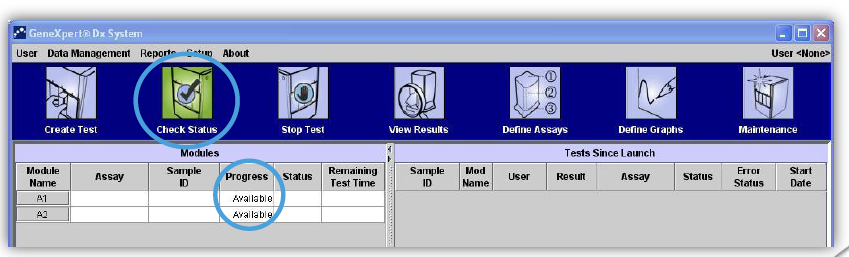 GeneXpert® Dx System
User Data Management Reports Setup About User <None>
Create Test Check Status Stop Test View Results Define Assays Define Graphs Maintenance
Modules Tests Since Launch
Module Name Assay Sample ID Progress Status Remaining Test Time Sample ID Mod Name User Result Assay Status Error Status Start Date
A1 Available
A2 Available